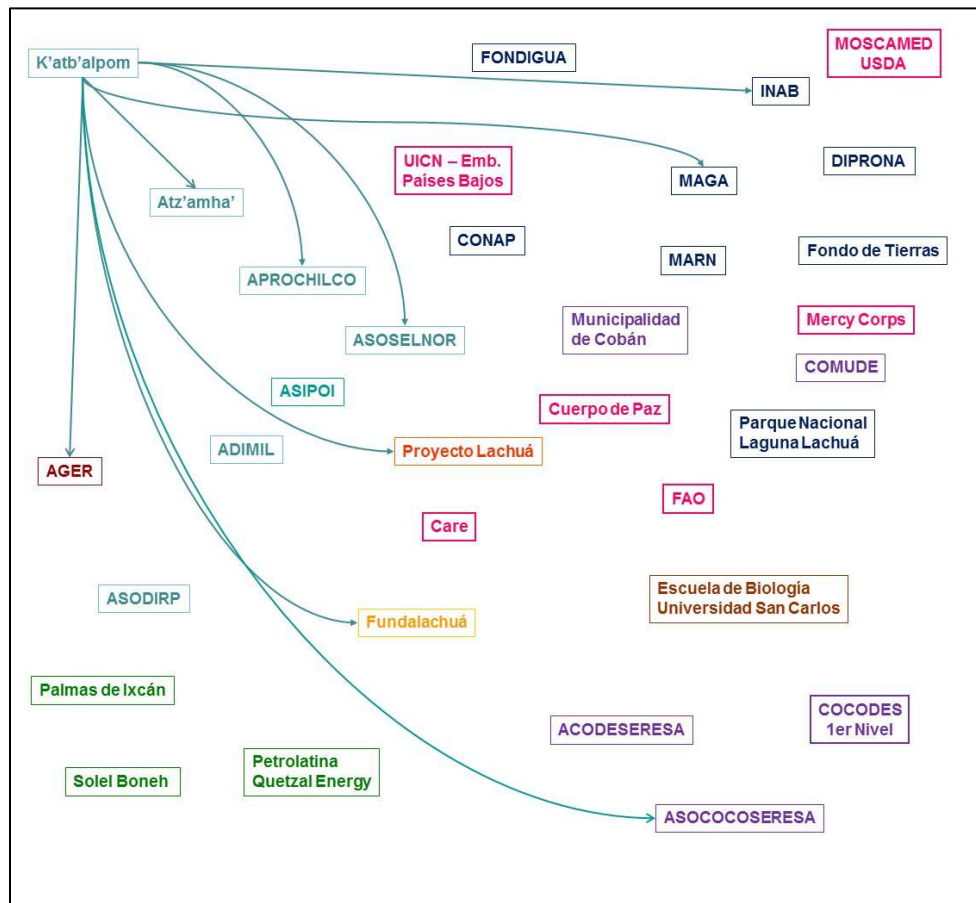 K’atb’alpom
FONDIGUA
MOSCAMED
USDA
INAB
UICN – Emb.
Países Bajos
MAGA
DIPRONA
Atz’amha’
CONAP
MARN
Fondo de Tierras
APROCHILCO
Municipalidad
de Cobán
Mercy Corps
ASOSELNOR
COMUDE
ASIPOI
Cuerpo de Paz
Parque Nacional
Laguna Lachuá
ADIMIL
Proyecto Lachuá
AGER
FAO
Care
ASODIRP
Escuela de Biología
Universidad San Carlos
Fundalachuá
Palmas de Ixcán
COCODES
1er Nivel
ACODESERESA
Petrolatina
Quetzal Energy
Solel Boneh
ASOCOCOSERESA